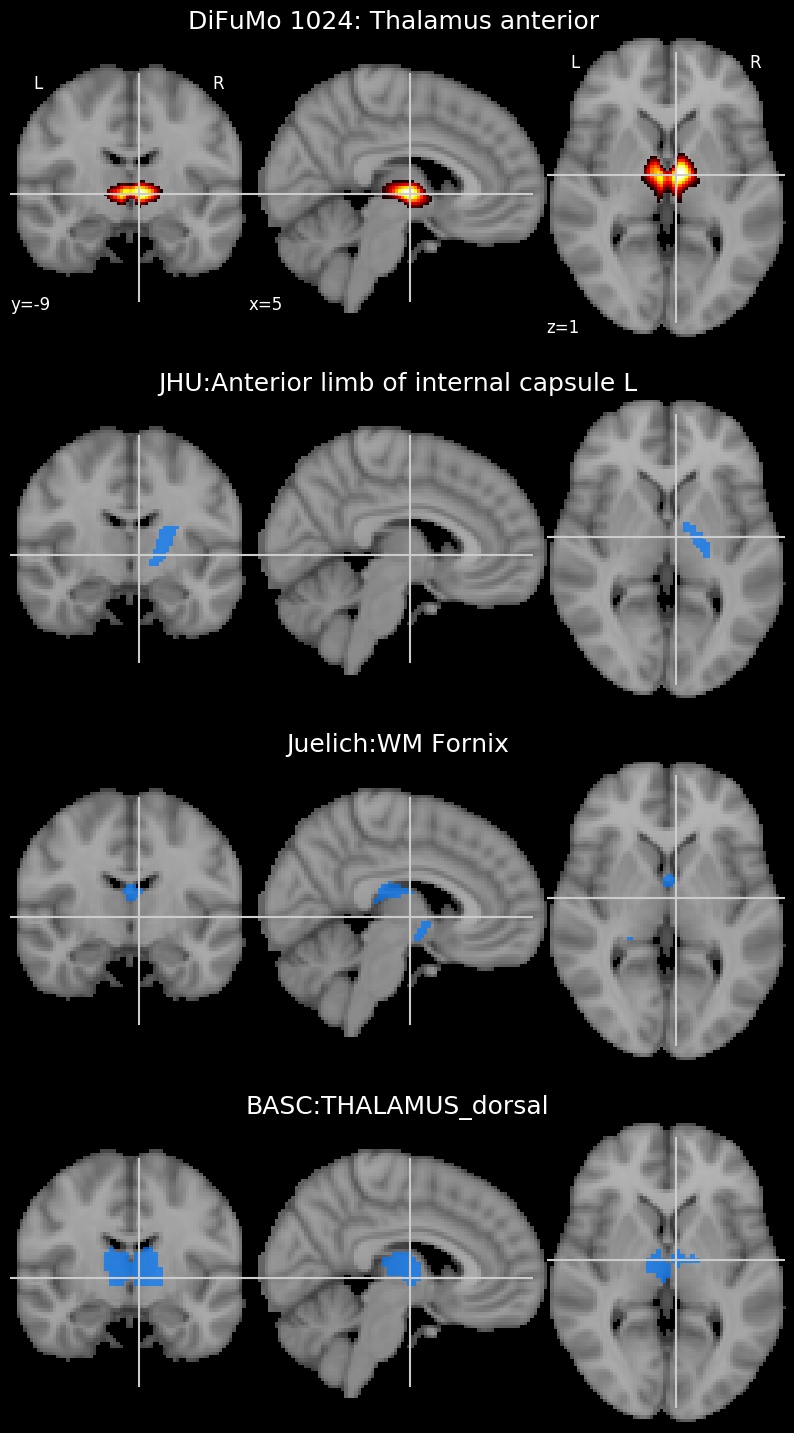 DiFuMo 1024: Thalamus anterior
L R L R
y=-9 x=5 z=1
JHU:Anterior limb of internal capsule L
Juelich:WM Fornix
BASC:THALAMUS_dorsal